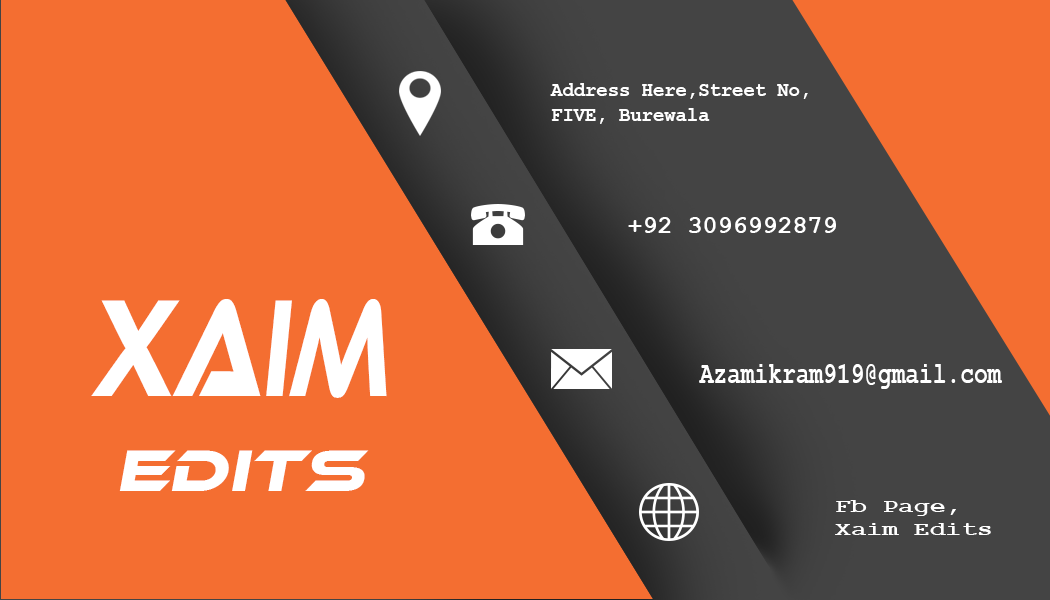 XAIM
EDITS
Address Here,Street No,
FIVE, Burewala
+92 3096992879
Azamikram919@gmail.com
Fb Page,
Xaim Edits